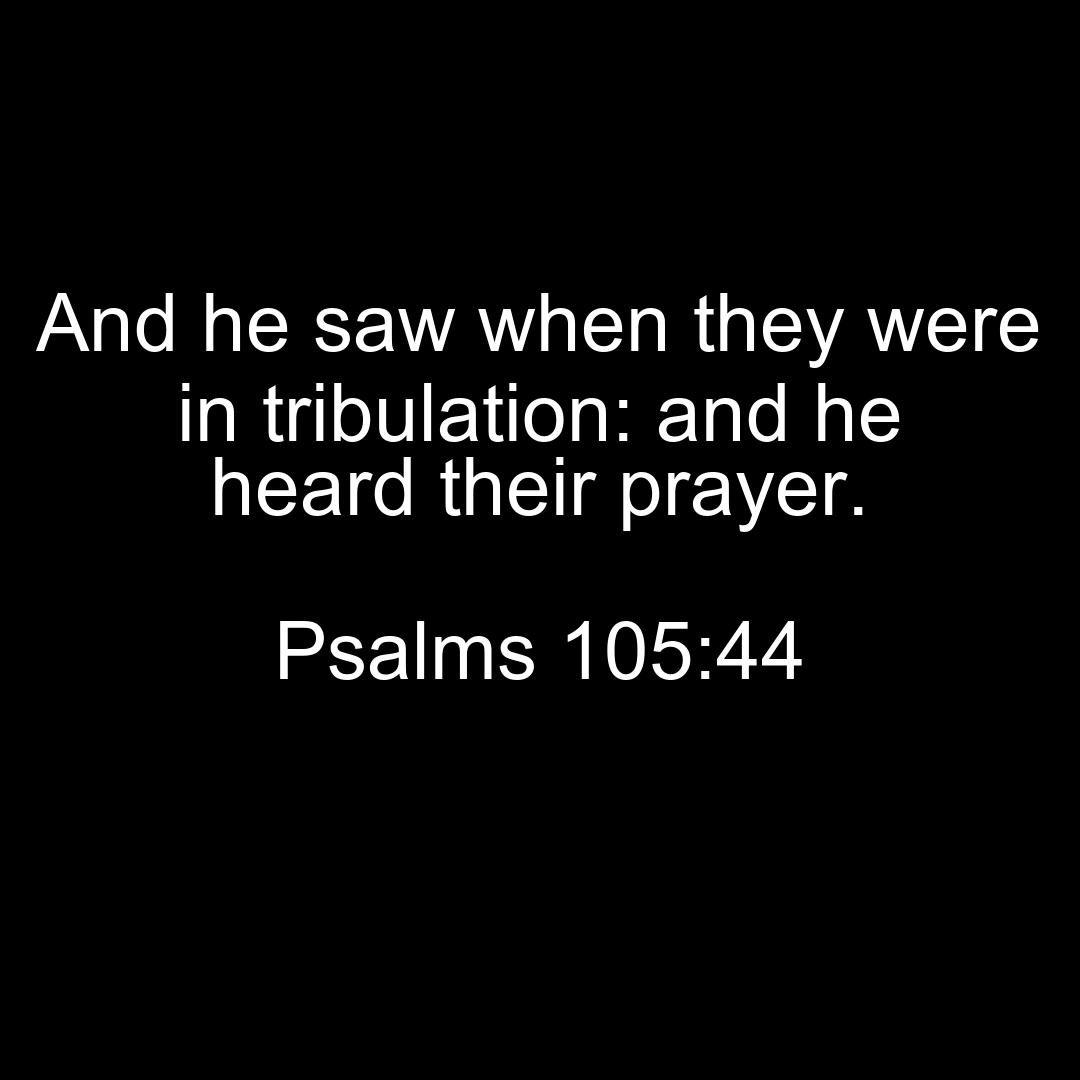 And he saw when they were
in tribulation: and he
heard their prayer.
Psalms 105:44